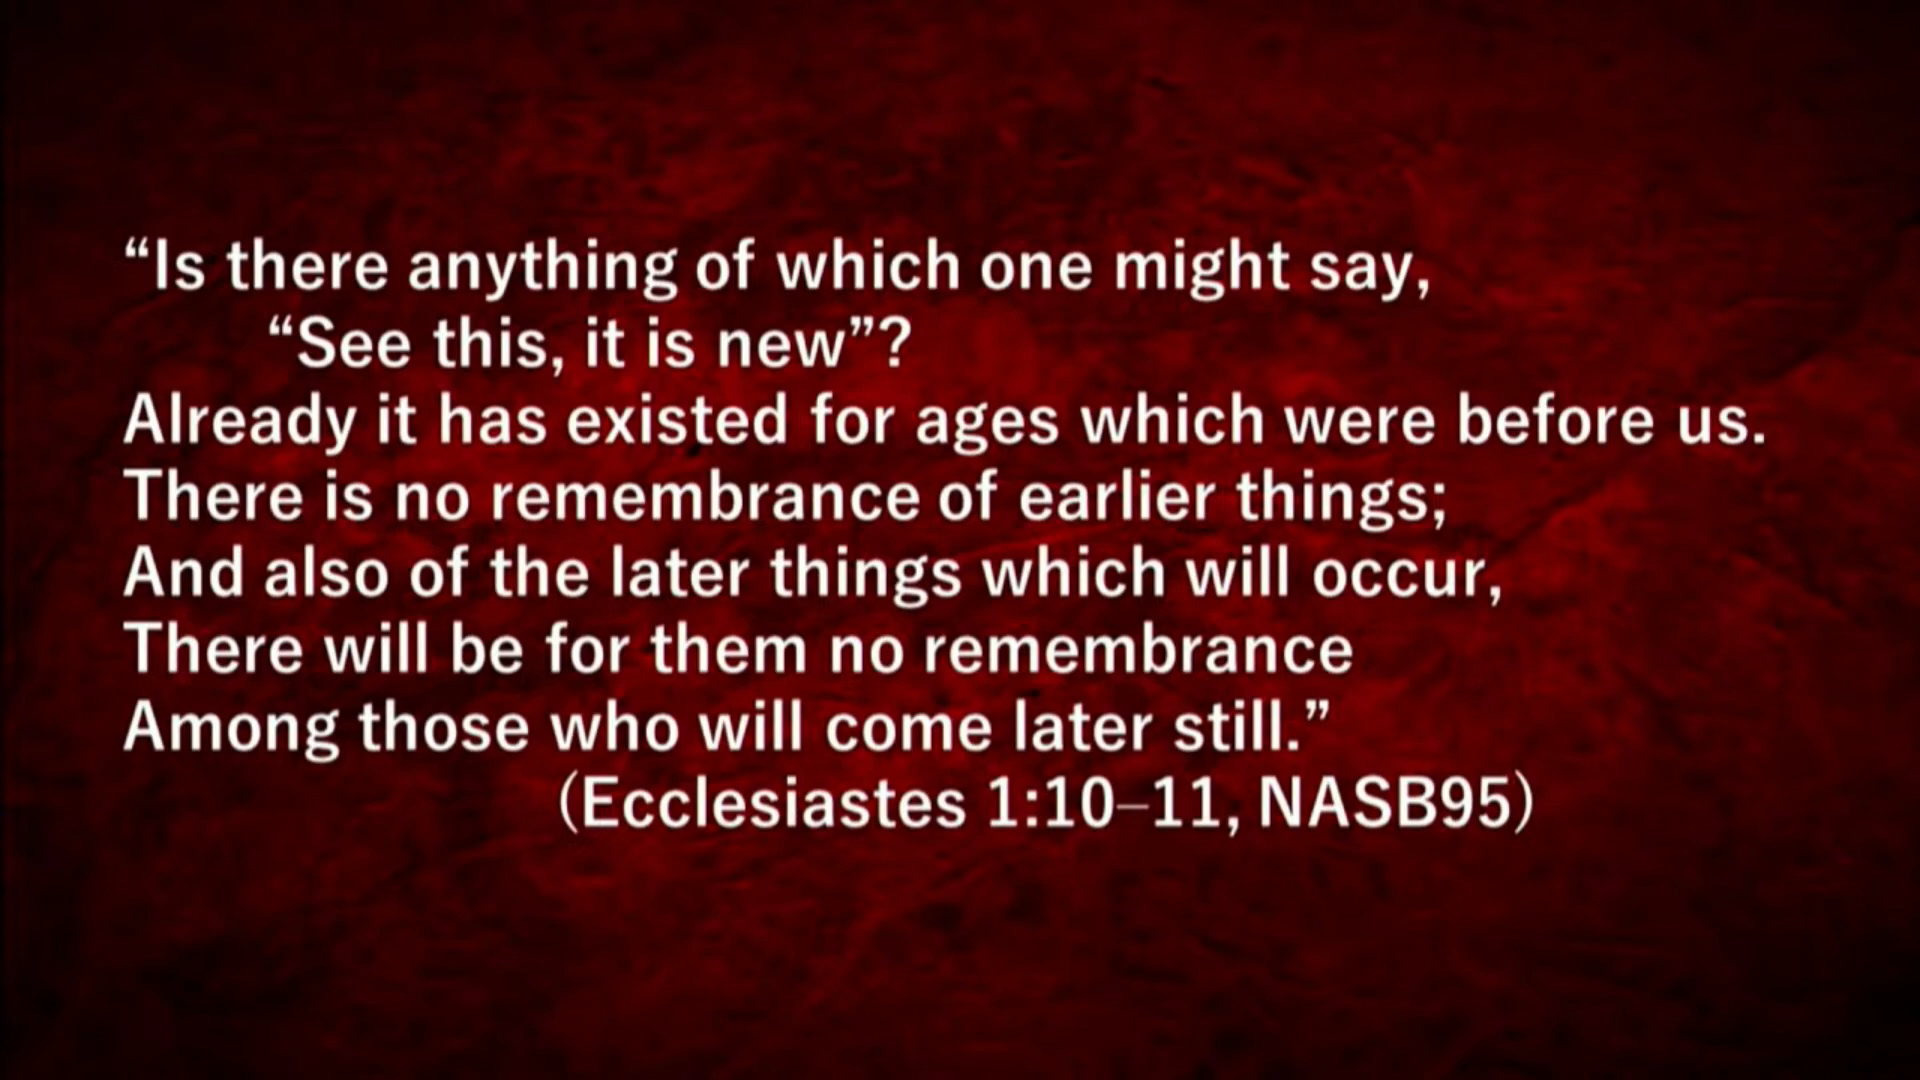 “Is there anything of which one might say,
“See this, it is new”?
Already it has existed for ages which were before us.
There is no remembrance of earlier things;
And also of the later things which will occur,
There will be for them no remembrance
Among those who will come later still.”
(Ecclesiastes 1:10–11, NASB95)